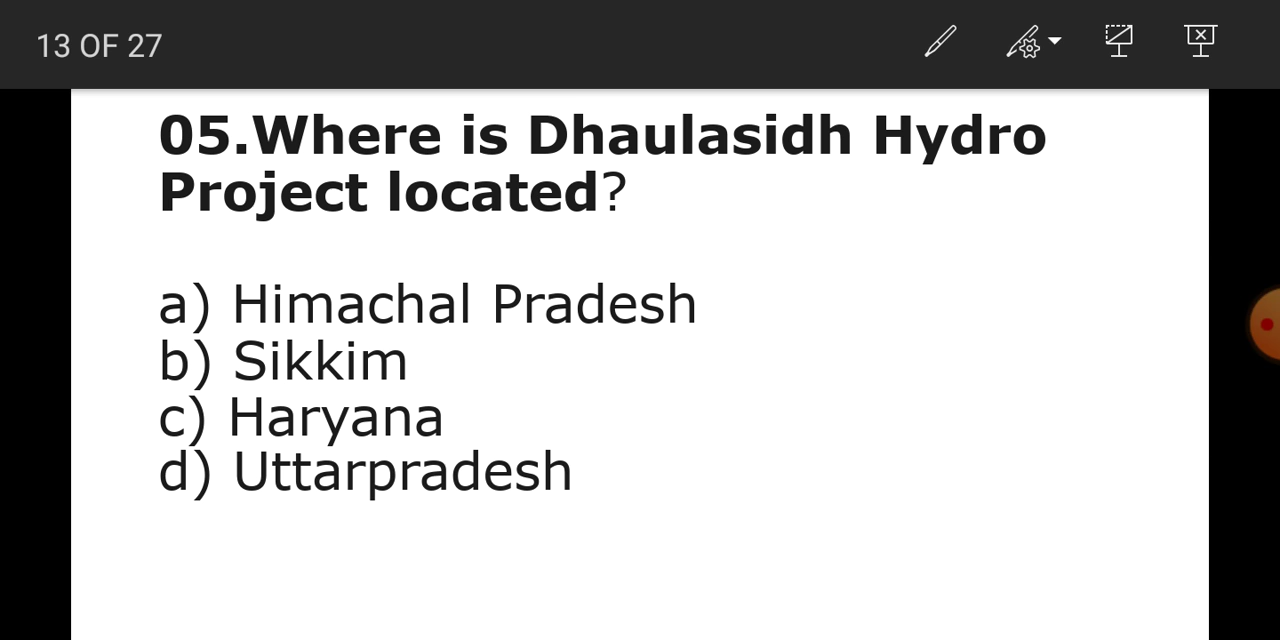 13 OF 27
05.Where is Dhaulasidh Hydro
Project located?
a) Himachal Pradesh
b) Sikkim
c) Haryana
d) Uttarpradesh